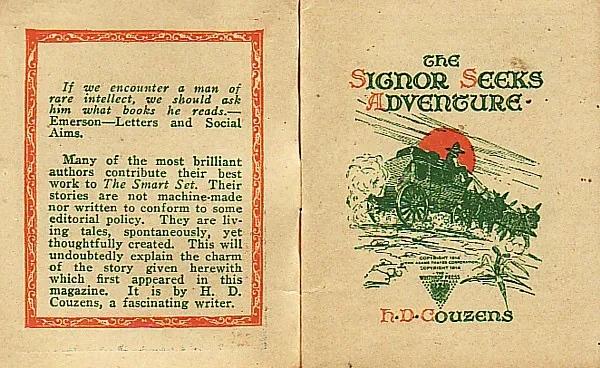 If we encounter a man of
rare intellect, we should ask
him what books he reads.—
Emerson—Letters and Social
Aims.
Many of the most brilliant
authors contribute their best
work to The Smart Set. Their
stories are not machine-made
nor written to conform to some
editorial policy. They are liv-
ing tales, spontaneously, yet
thoughtfully created. This will
undoubtedly explain the charm
of the story given herewith
which first appeared in this
magazine. It is by H. D.
Couzens, a fascinating writer.
THE
SIGNOR SEEKS
ADVENTURE·
COPYRIGHT 1914
COPYRIGHT 1914
THE
WINTHROP PRESS
H·D·COUZENS